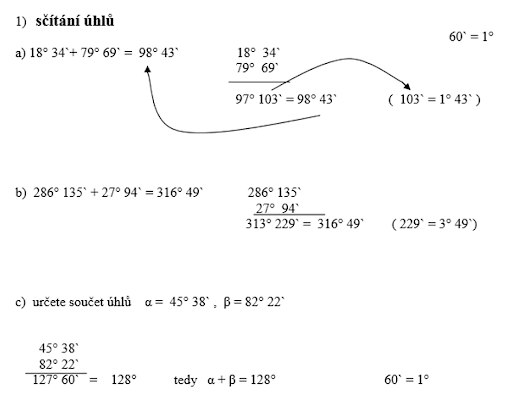 1) sčítání úhlů
60` = 1°
a) 18° 34`+ 79° 69` = 98° 43` 18° 34`
79° 69`
97° 103` = 98° 43` ( 103` = 1° 43` )
b) 286° 135` + 27° 94` = 316° 49` 286° 135`
27° 94`
313° 229` = 316° 49` ( 229` = 3° 49`)
c) určete součet úhlů α = 45° 38` , β = 82° 22`
45° 38`
82° 22`
127° 60` = 128° tedy α + β = 128° 60` = 1°